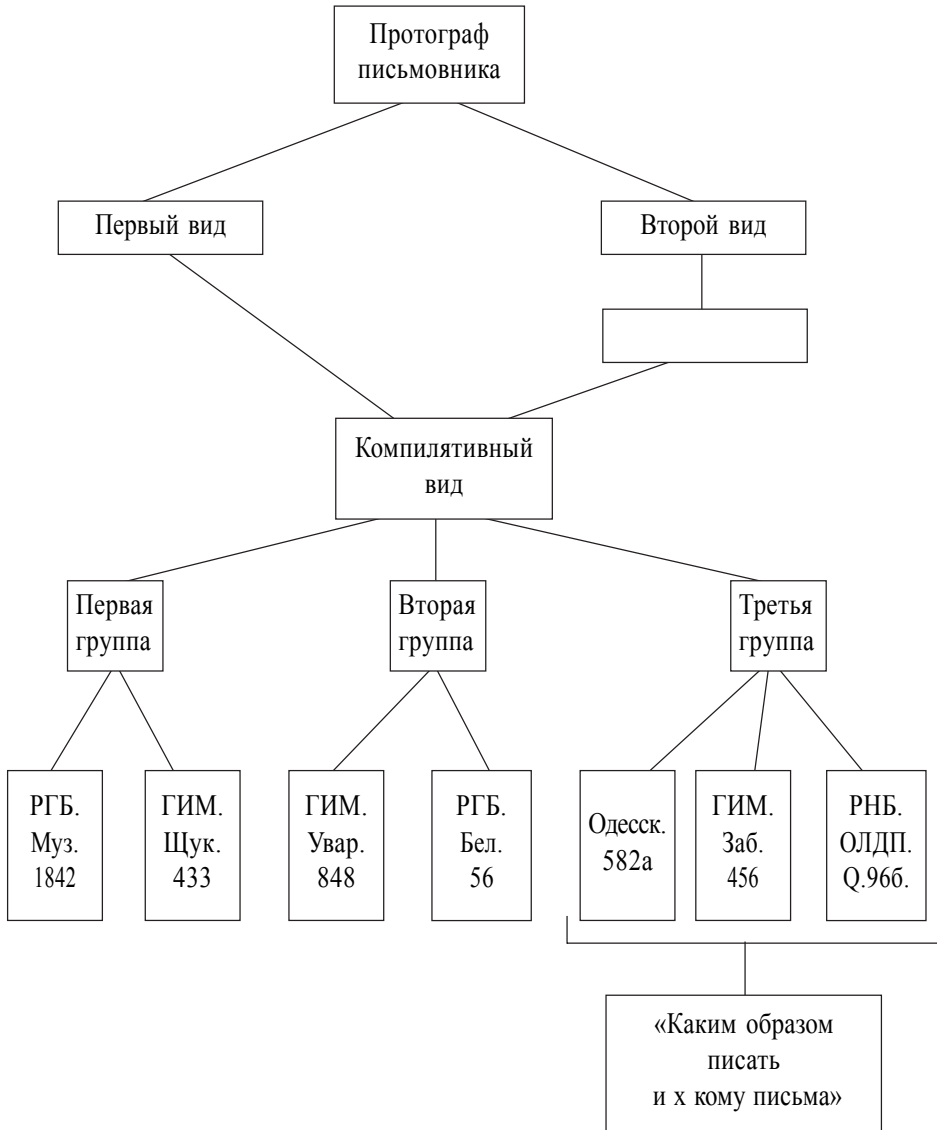 Протограф
письмовника
Первый вид
Второй вид
Компилятивный
вид
Первая
группа
Вторая
группа
Третья
группа
РГБ.
Муз.
1842
ГИМ.
Щук.
433
ГИМ.
Увар.
848
РГБ.
Бел.
56
Одесск.
582а
ГИМ.
Заб.
456
РНБ.
ОЛДП.
Q.96б.
«Каким образом
писать
и х кому письма»